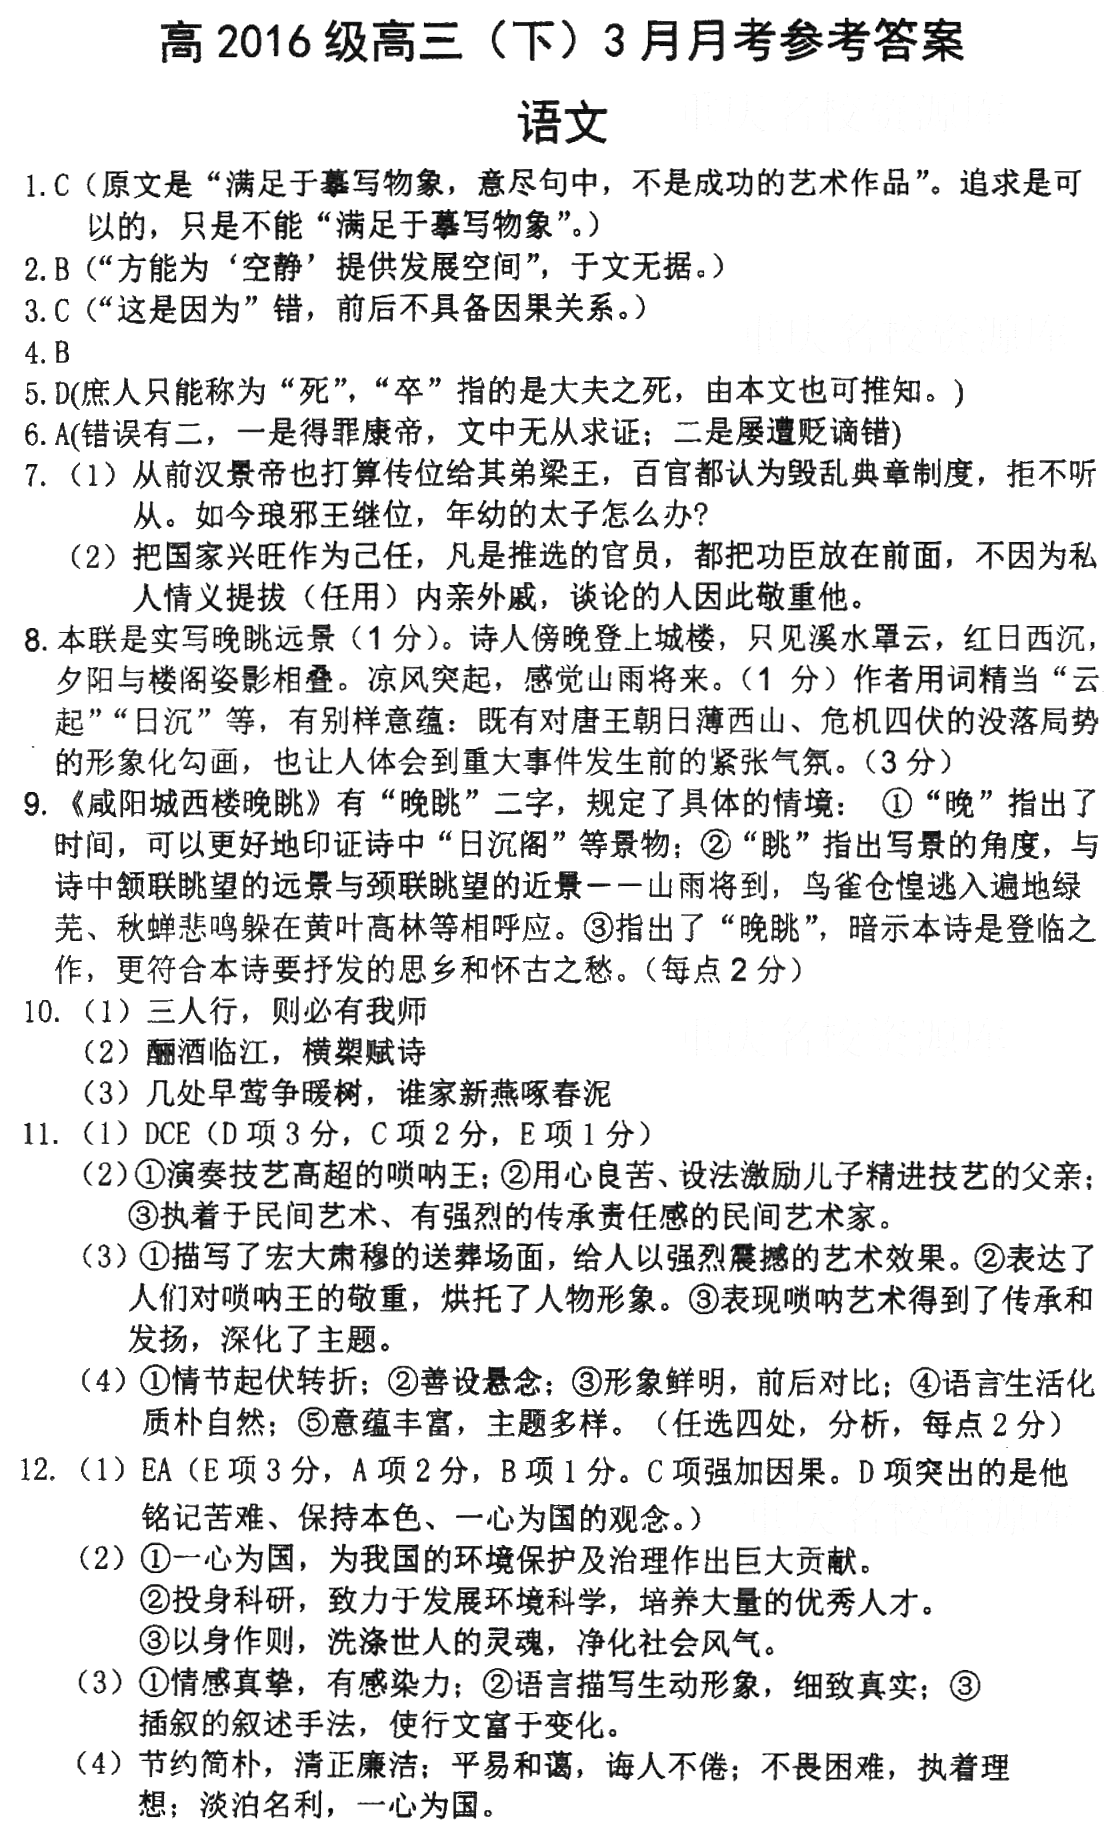 高 2016 级高三（下）3 月月考参考答案
语文
1. C（原文是“满足于摹写物象，意尽句中，不是成功的艺术作品”。追求是可
以的，只是不能“满足于摹写物象”。）
2. B（“方能为‘空静’提供发展空间”，于文无据。）
3. C（“这是因为”错，前后不具备因果关系。）
4. B
5. D(庶人只能称为“死”，“卒”指的是大夫之死，由本文也可推知。)
6. A(错误有二，一是得罪康帝，文中无从求证；二是屡遭贬谪错)
7.（1）从前汉景帝也打算传位给其弟梁王，百官都认为毁乱典章制度，拒不听
从。如今琅邪王继位，年幼的太子怎么办?
（2）把国家兴旺作为己任，凡是推选的官员，都把功臣放在前面，不因为私
人情义提拔（任用）内亲外戚，谈论的人因此敬重他。
8. 本联是实写晚眺远景（1 分）。诗人傍晚登上城楼，只见溪水罩云，红日西沉，
夕阳与楼阁姿影相叠。凉风突起，感觉山雨将来。（1 分）作者用词精当“云
起”“日沉”等，有别样意蕴：既有对唐王朝日薄西山、危机四伏的没落局势
的形象化勾画，也让人体会到重大事件发生前的紧张气氛。（3 分）
9.《咸阳城西楼晚眺》有“晚眺”二字，规定了具体的情境： ①“晚”指出了
时间，可以更好地印证诗中“日沉阁”等景物；②“眺”指出写景的角度，与
诗中颔联眺望的远景与颈联眺望的近景——山雨将到，鸟雀仓惶逃入遍地绿
芜、秋蝉悲鸣躲在黄叶高林等相呼应。③指出了“晚眺”，暗示本诗是登临之
作，更符合本诗要抒发的思乡和怀古之愁。（每点 2 分）
10.（1）三人行，则必有我师
（2）酾酒临江，横槊赋诗
（3）几处早莺争暖树，谁家新燕啄春泥
11.（1）DCE（D 项 3 分，C 项 2 分，E 项 1 分）
（2）①演奏技艺高超的唢呐王；②用心良苦、设法激励儿子精进技艺的父亲；
③执着于民间艺术、有强烈的传承责任感的民间艺术家。
（3）①描写了宏大肃穆的送葬场面，给人以强烈震撼的艺术效果。②表达了
人们对唢呐王的敬重，烘托了人物形象。③表现唢呐艺术得到了传承和
发扬，深化了主题。
（4）①情节起伏转折；②善设悬念；③形象鲜明，前后对比；④语言生活化
质朴自然；⑤意蕴丰富，主题多样。（任选四处，分析，每点 2 分）
12.（1）EA（E 项 3 分，A 项 2 分，B 项 1 分。C 项强加因果。D 项突出的是他
铭记苦难、保持本色、一心为国的观念。）
（2）①一心为国，为我国的环境保护及治理作出巨大贡献。
②投身科研，致力于发展环境科学，培养大量的优秀人才。
③以身作则，洗涤世人的灵魂，净化社会风气。
（3）①情感真挚，有感染力；②语言描写生动形象，细致真实；③
插叙的叙述手法，使行文富于变化。
（4）节约简朴，清正廉洁；平易和蔼，诲人不倦；不畏困难，执着理
想；淡泊名利，一心为国。